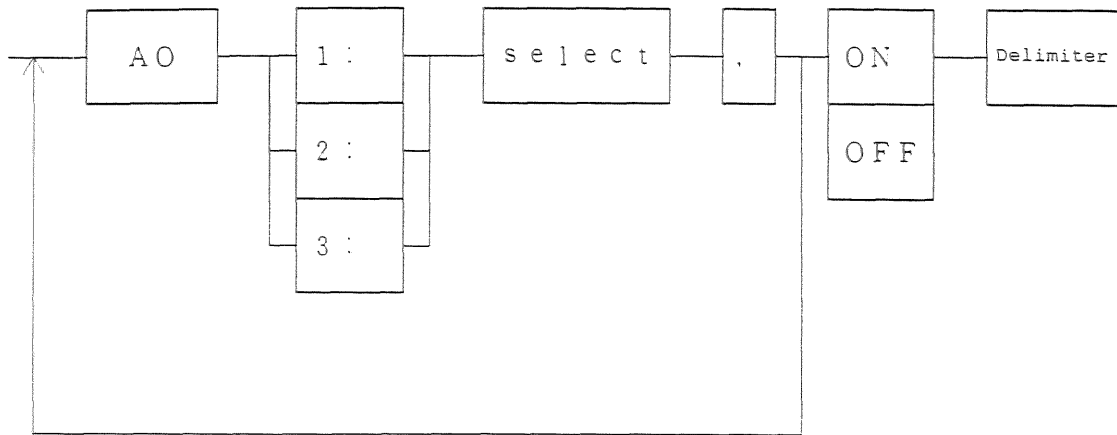 AO
1:
select
,
ON
Delimiter
2:
OFF
3: